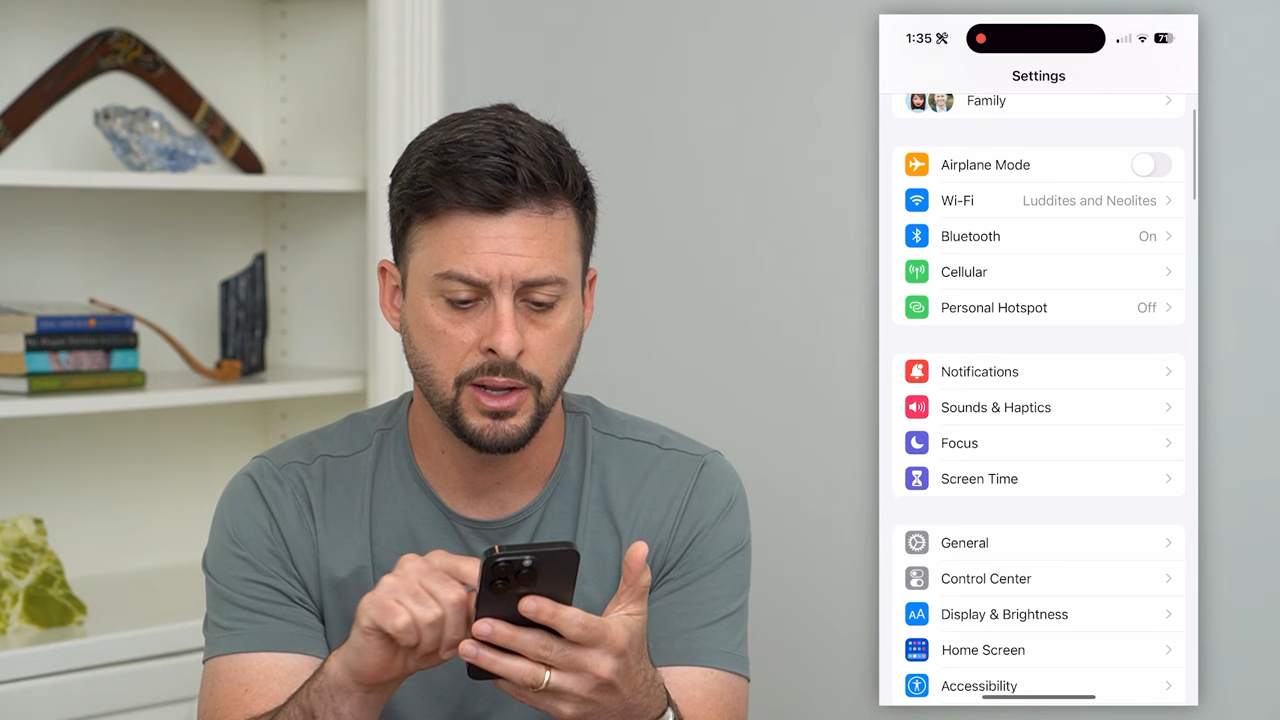 1:35
71
Settings
Family
Airplane Mode
Wi-Fi Luddites and Neolites
Bluetooth On
Cellular
Personal Hotspot Off
Notifications
Sounds & Haptics
Focus
Screen Time
General
Control Center
AA Display & Brightness
Home Screen
Accessibility